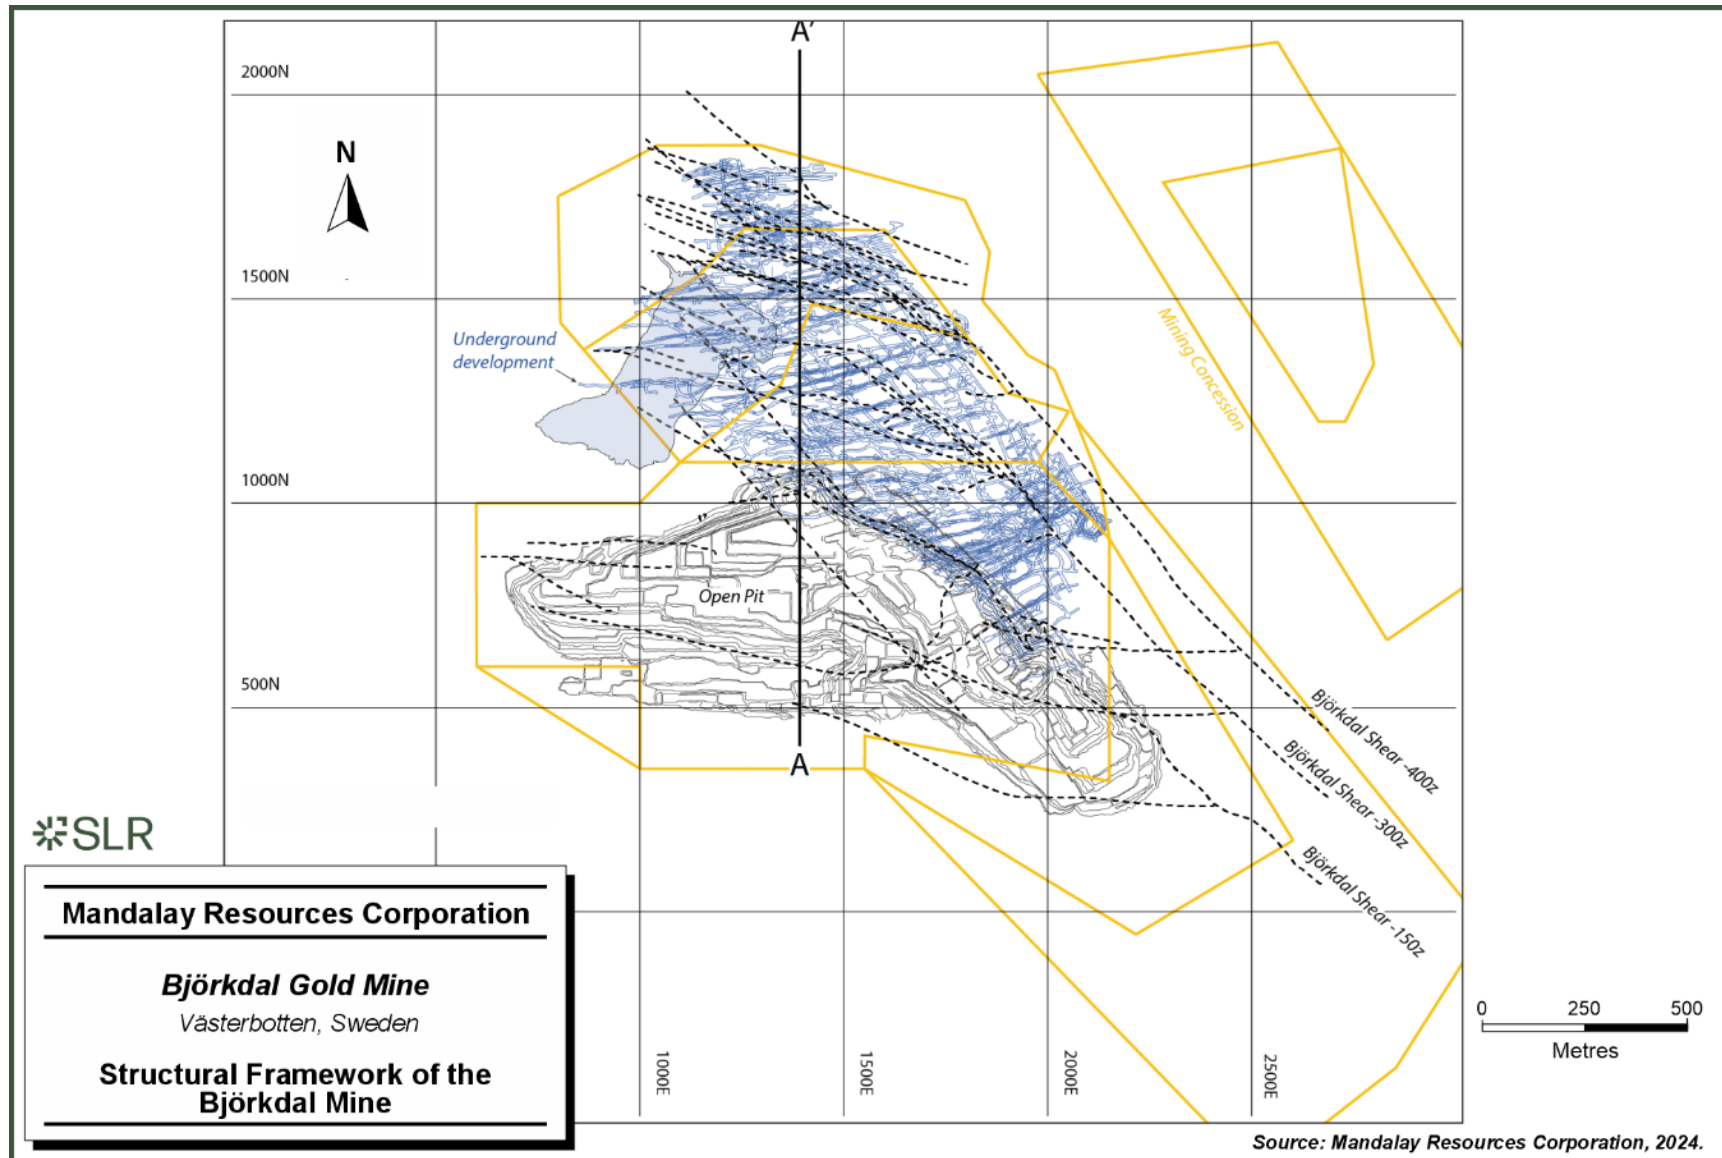 A'
2000N
N
1500N
Underground
development
Mining Concession
1000N
Open Pit
500N
A
Björkdal Shear -400z
Björkdal Shear -300z
Björkdal Shear -150z
SLR
Mandalay Resources Corporation
Björkdal Gold Mine
Västerbotten, Sweden
Structural Framework of the
Björkdal Mine
1000E
1500E
2000E
2500E
0 250 500
Metres
Source: Mandalay Resources Corporation, 2024.